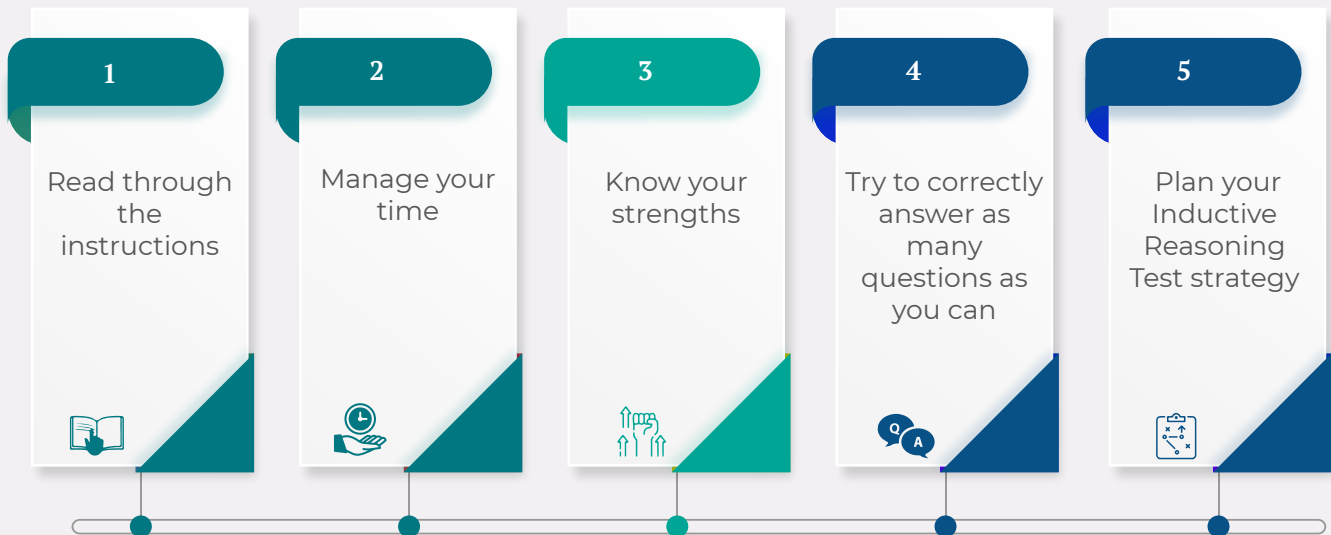 1
Read through
the
instructions
2
Manage your
time
3
Know your
strengths
4
Try to correctly
answer as
many
questions as
you can
Q
A
5
Plan your
Inductive
Reasoning
Test strategy